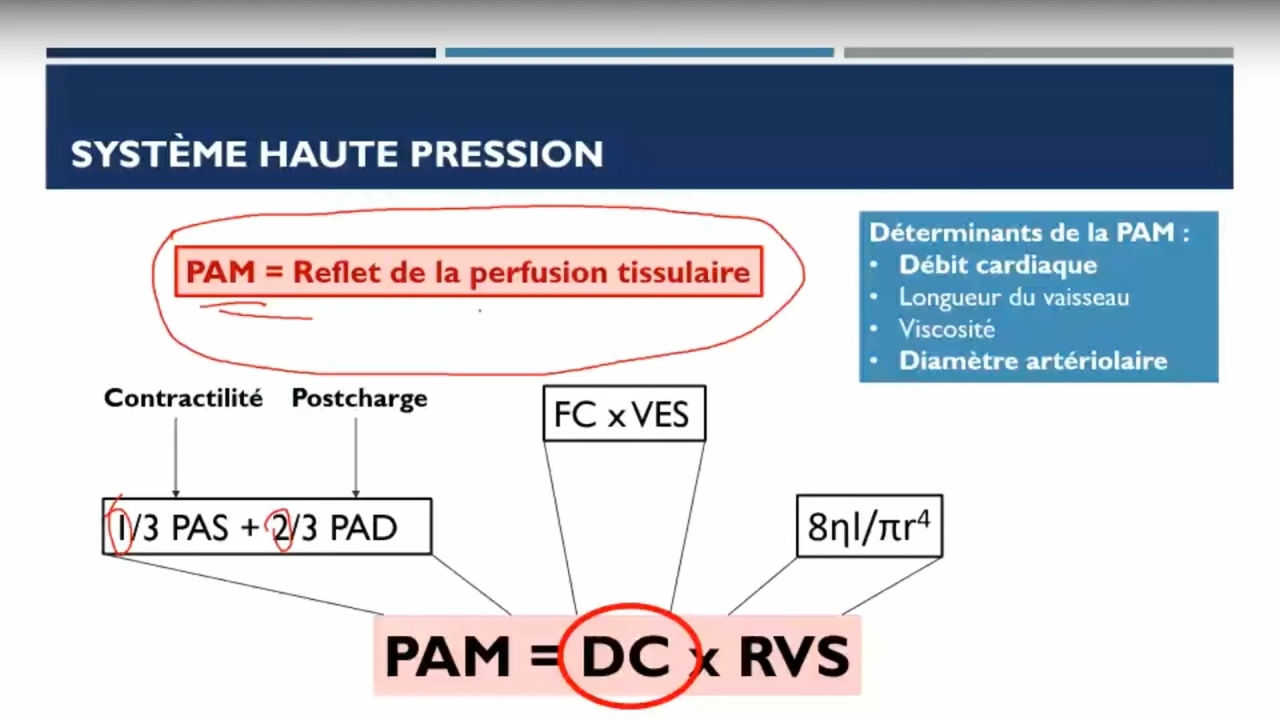 SYSTÈME HAUTE PRESSION
PAM = Reflet de la perfusion tissulaire
Déterminants de la PAM :
• Débit cardiaque
• Longueur du vaisseau
• Viscosité
• Diamètre artériolaire
Contractilité Postcharge
FC x VES
1/3 PAS + 2/3 PAD
8ηl/πr⁴
PAM = DC x RVS